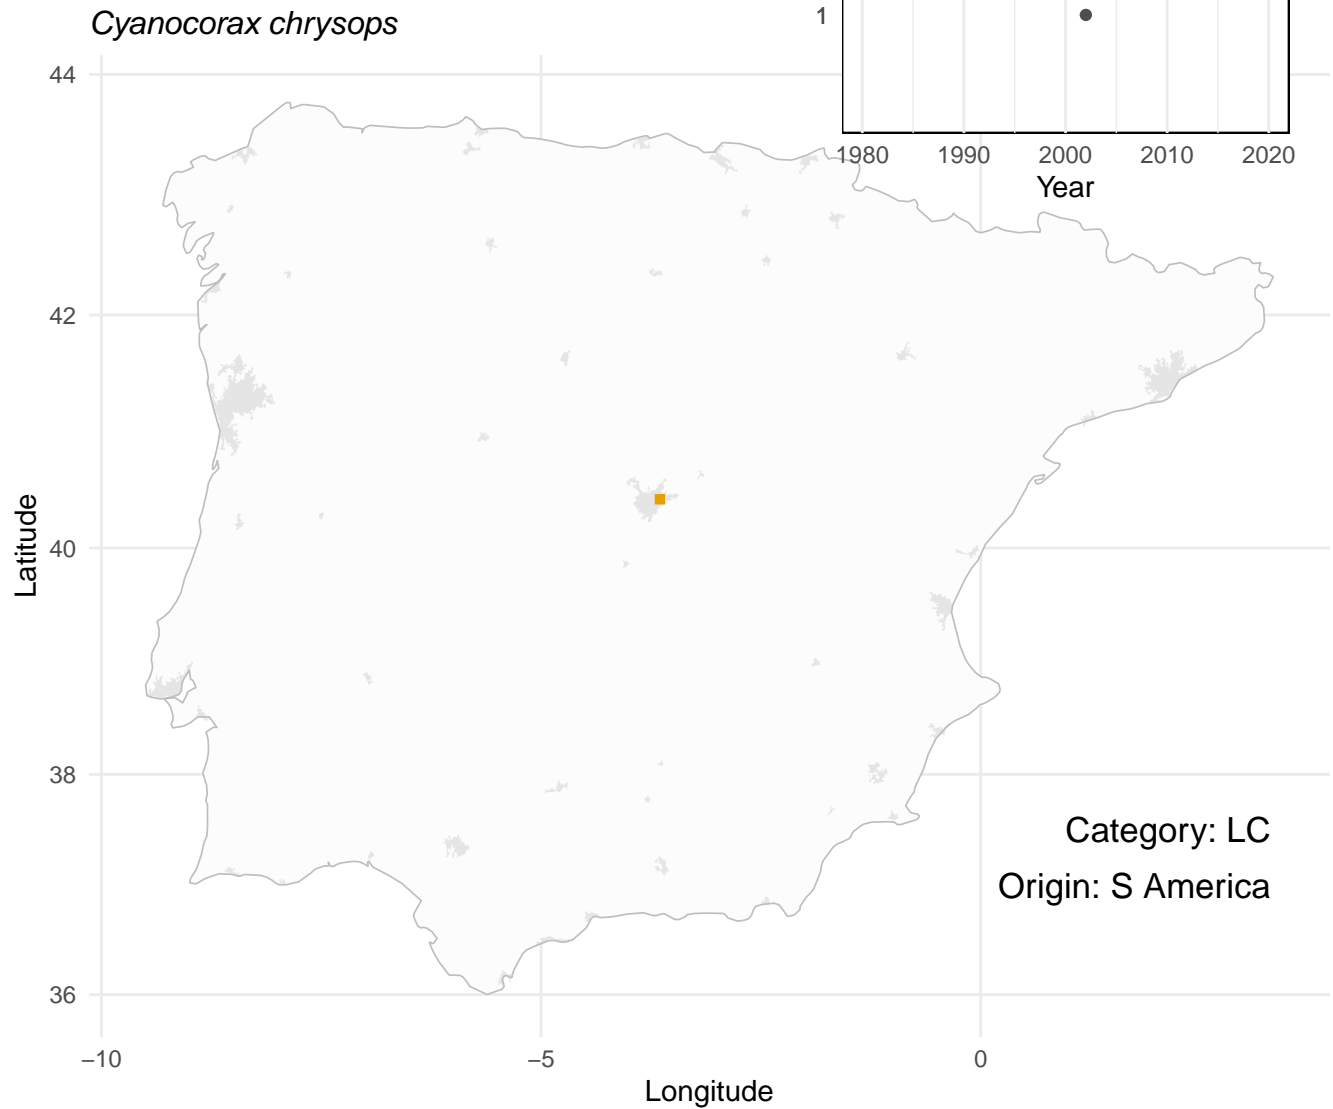 Cyanocorax chrysops
1
1980 1990 2000 2010 2020
Year
44
42
40
38
36
Latitude
Category: LC
Origin: S America
−10 −5 0
Longitude